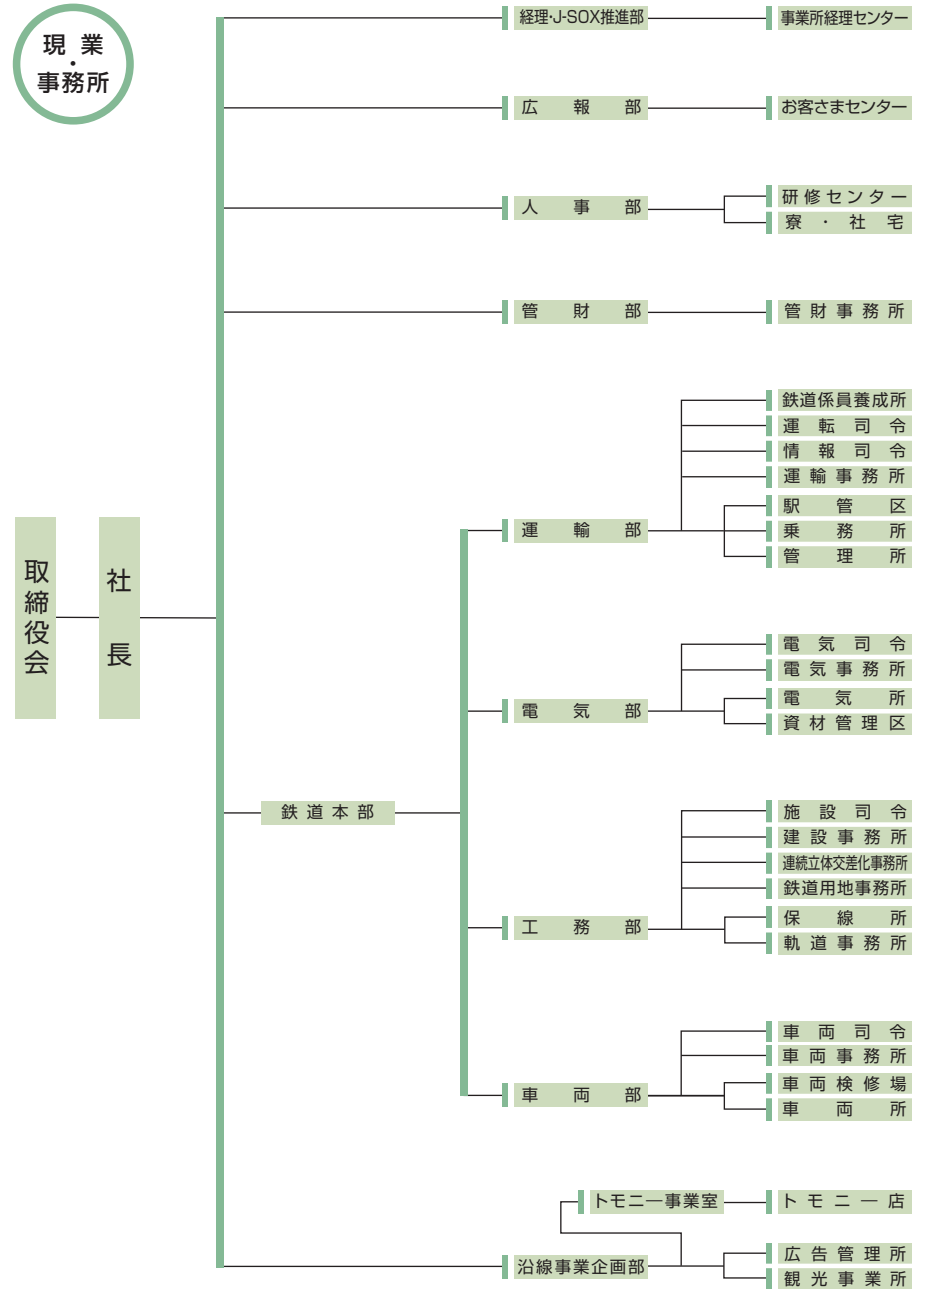 現業
・
事務所
取締役会
社長
経理・J-SOX推進部
事業所経理センター
広報部
お客さまセンター
人事部
研修センター
寮・社宅
管財部
管財事務所
鉄道本部
運輸部
鉄道係員養成所
運転司令
情報司令
運輸事務所
駅管区
乗務所
管理所
電気部
電気司令
電気事務所
電気所
資材管理区
工務部
施設司令
建設事務所
連続立体交差化事務所
鉄道用地事務所
保線所
軌道事務所
車両部
車両司令
車両事務所
車両検修場
車両所
トモニー事業室
トモニー店
沿線事業企画部
広告管理所
観光事業所